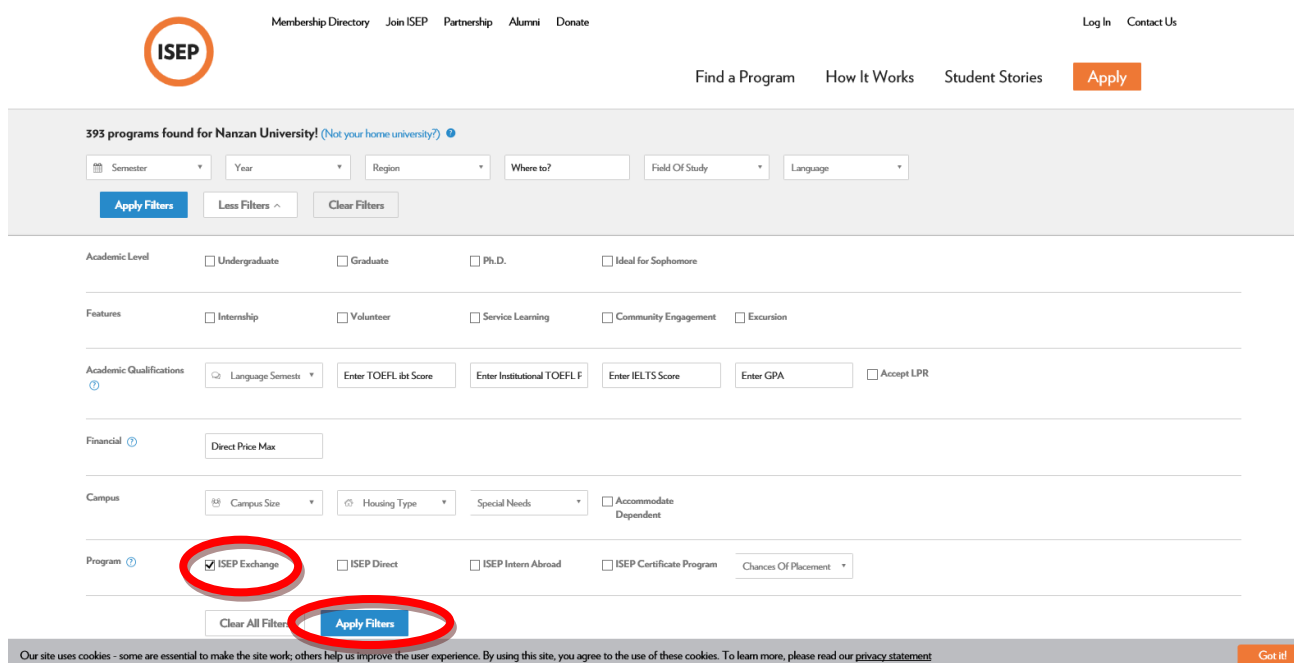 Membership Directory Join ISEP Partnership Alumni Donate Log In Contact Us
ISEP
Find a Program How It Works Student Stories Apply
393 programs found for Nanzan University! (Not your home university?) ?
Semester Year Region Where to? Field Of Study Language
Apply Filters Less Filters Clear Filters
Academic Level Undergraduate Graduate Ph.D. Ideal for Sophomore
Features Internship Volunteer Service Learning Community Engagement Excursion
Academic Qualifications ? Language Semeste Enter TOEFL ibt Score Enter Institutional TOEFL P Enter IELTS Score Enter GPA Accept LPR
Financial ? Direct Price Max
Campus Campus Size Housing Type Special Needs Accommodate Dependent
Program ? ISEP Exchange ISEP Direct ISEP Intern Abroad ISEP Certificate Program Chances Of Placement
Clear All Filters Apply Filters
Our site uses cookies - some are essential to make the site work; others help us improve the user experience. By using this site, you agree to the use of these cookies. To learn more, please read our privacy statement Got it!